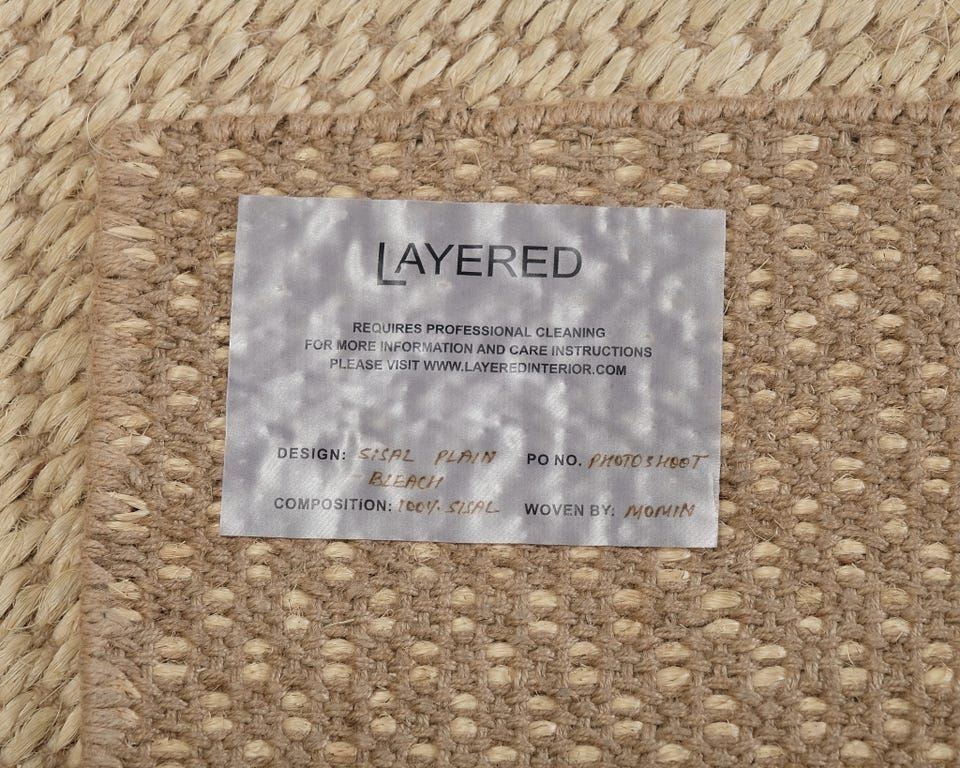 LAYERED
REQUIRES PROFESSIONAL CLEANING
FOR MORE INFORMATION AND CARE INSTRUCTIONS
PLEASE VISIT WWW.LAYEREDINTERIOR.COM
DESIGN: SISAL PLAIN PO NO. PHOTOSHOOT
- BLEACH
COMPOSITION: 100% SISAL WOVEN BY: MOMIN